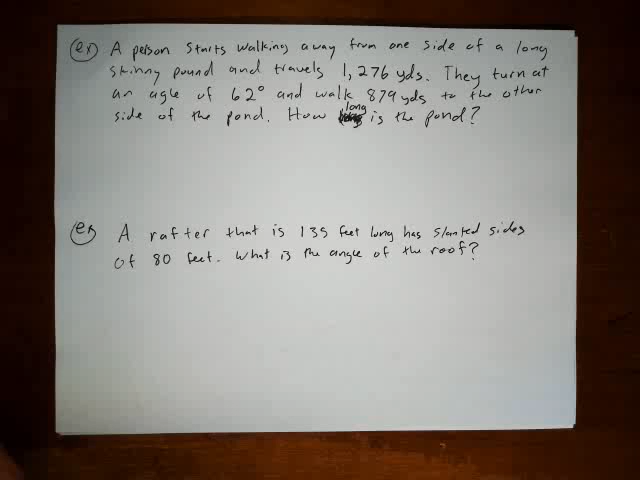 ex A person starts walking away from one side of a long
skinny pound and travels 1,276 yds. They turn at
an agle of 62° and walk 879 yds to the other
side of the pond. How long is the pond?
ex A rafter that is 135 feet long has slanted sides
of 80 feet. What is the angle of the roof?